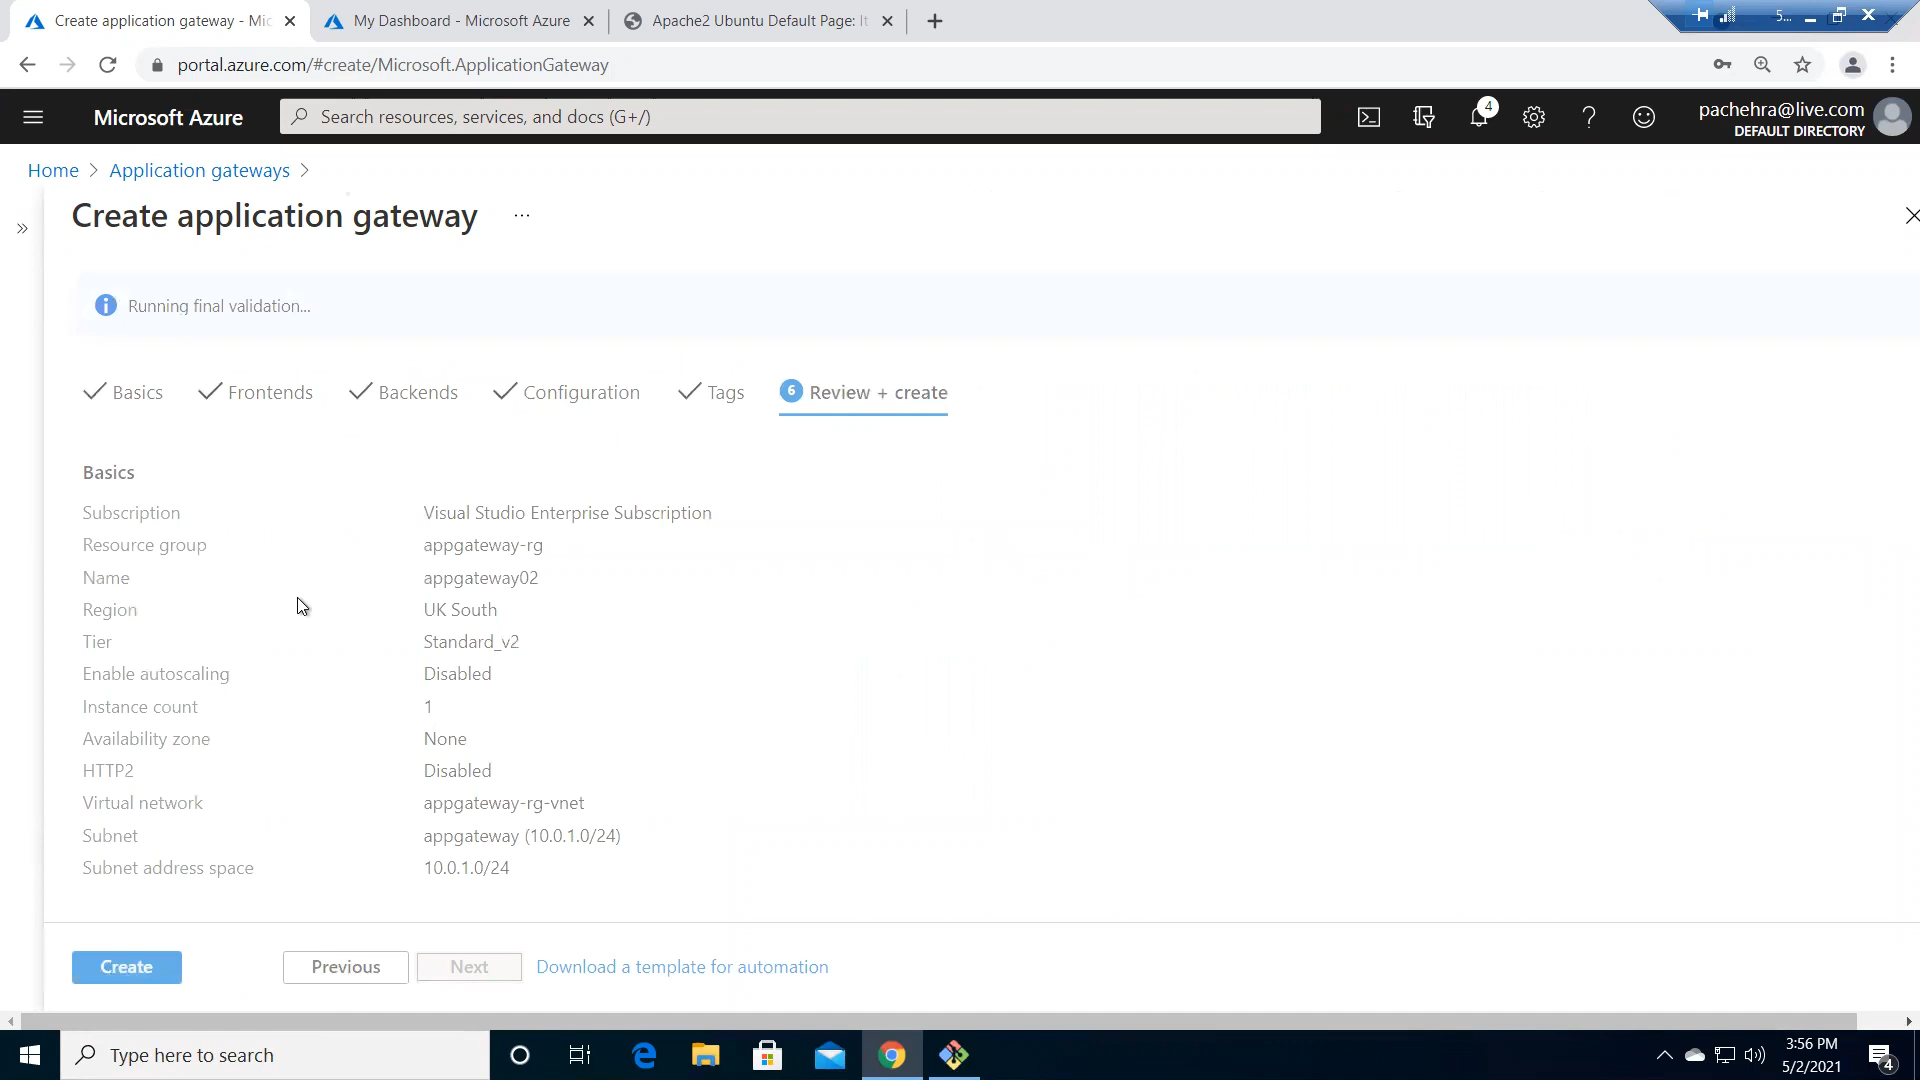 Create application gateway - Mic
My Dashboard - Microsoft Azure
Apache2 Ubuntu Default Page: It
5...
portal.azure.com/#create/Microsoft.ApplicationGateway
Microsoft Azure
Search resources, services, and docs (G+/)
4
pachehra@live.com
DEFAULT DIRECTORY
Home > Application gateways >
Create application gateway ...
Running final validation...
Basics
Frontends
Backends
Configuration
Tags
6 Review + create
Basics
Subscription Visual Studio Enterprise Subscription
Resource group appgateway-rg
Name appgateway02
Region UK South
Tier Standard_v2
Enable autoscaling Disabled
Instance count 1
Availability zone None
HTTP2 Disabled
Virtual network appgateway-rg-vnet
Subnet appgateway (10.0.1.0/24)
Subnet address space 10.0.1.0/24
Create
Previous
Next
Download a template for automation
Type here to search
3:56 PM
5/2/2021
4